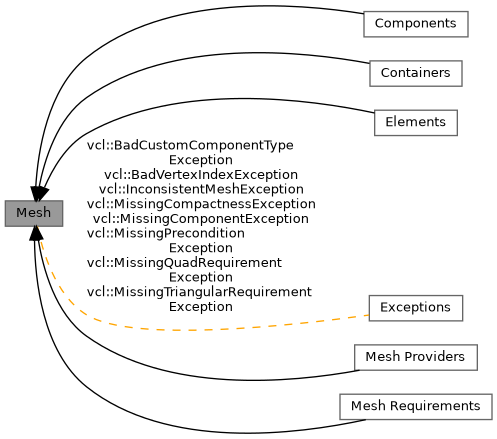 Components
Containers
Elements
vcl::BadCustomComponentType
Exception
vcl::BadVertexIndexException
vcl::InconsistentMeshException
vcl::MissingCompactnessException
vcl::MissingComponentException
vcl::MissingPrecondition
Exception
vcl::MissingQuadRequirement
Exception
vcl::MissingTriangularRequirement
Exception
Mesh
Exceptions
Mesh Providers
Mesh Requirements